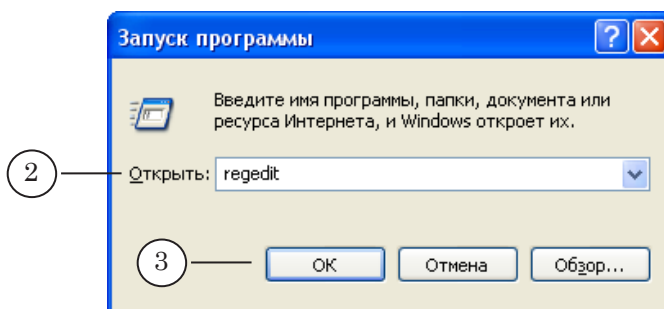 Запуск программы
Введите имя программы, папки, документа или
ресурса Интернета, и Windows откроет их.
2
Открыть: regedit
3
ОК Отмена Обзор...